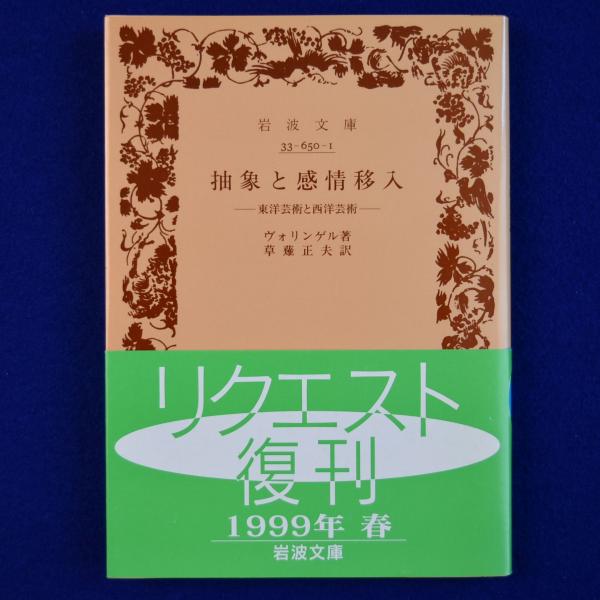 岩波文庫
33-650-1
抽象と感情移入
―東洋芸術と西洋芸術―
ヴォリンゲル著
草薙正夫訳
リクエスト
復刊
1999年 春
岩波文庫